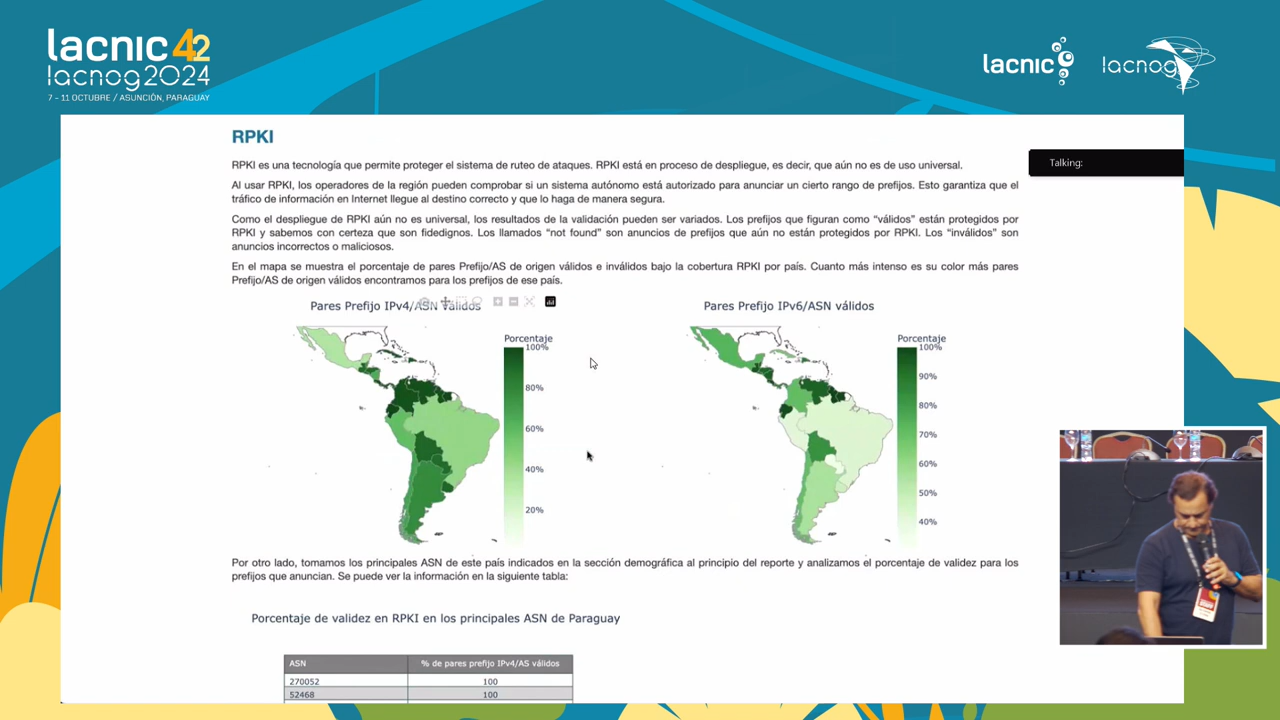 lacnic 42
lacnog2024
7 - 11 OCTUBRE / ASUNCIÓN, PARAGUAY
lacnic
lacnog
RPKI
Talking:
RPKI es una tecnología que permite proteger el sistema de ruteo de ataques. RPKI está en proceso de despliegue, es decir, que aún no es de uso universal.
Al usar RPKI, los operadores de la región pueden comprobar si un sistema autónomo está autorizado para anunciar un cierto rango de prefijos. Esto garantiza que el
tráfico de información en Internet llegue al destino correcto y que lo haga de manera segura.
Como el despliegue de RPKI aún no es universal, los resultados de la validación pueden ser variados. Los prefijos que figuran como “válidos” están protegidos por
RPKI y sabemos con certeza que son fidedignos. Los llamados “not found” son anuncios de prefijos que aún no están protegidos por RPKI. Los “inválidos” son
anuncios incorrectos o maliciosos.
En el mapa se muestra el porcentaje de pares Prefijo/AS de origen válidos e inválidos bajo la cobertura RPKI por país. Cuanto más intenso es su color más pares
Prefijo/AS de origen válidos encontramos para los prefijos de ese país.
Pares Prefijo IPv4/ASN válidos
Porcentaje
100%
80%
60%
40%
20%
Pares Prefijo IPv6/ASN válidos
Porcentaje
100%
90%
80%
70%
60%
50%
40%
Por otro lado, tomamos los principales ASN de este país indicados en la sección demográfica al principio del reporte y analizamos el porcentaje de validez para los
prefijos que anuncian. Se puede ver la información en la siguiente tabla:
Porcentaje de validez en RPKI en los principales ASN de Paraguay
ASN % de pares prefijo IPv4/AS válidos
270052 100
52468 100